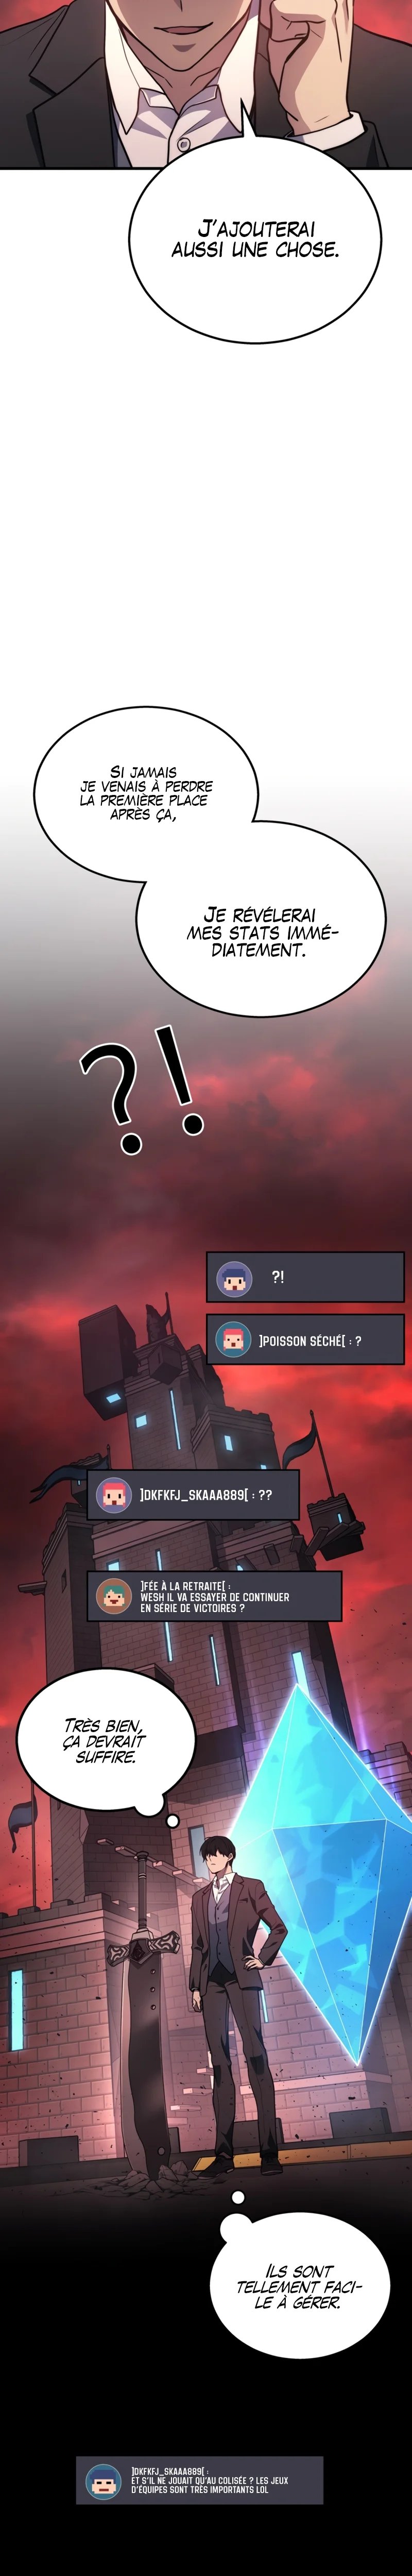 J'AJOUTERAI
AUSSI UNE CHOSE.
SI JAMAIS
JE VENAIS À PERDRE
LA PREMIÈRE PLACE
APRÈS ÇA,
JE RÉVÉLERAI
MES STATS IMMÉ-
DIATEMENT.
?!
?!
]POISSON SÉCHÉ[ : ?
]DKFKFJ_SKAAA889[ : ??
]FÉE À LA RETRAITE[ :
WESH IL VA ESSAYER DE CONTINUER
EN SÉRIE DE VICTOIRES ?
TRÈS BIEN,
ÇA DEVRAIT
SUFFIRE.
ILS SONT
TELLEMENT FACI-
LE À GÉRER.
]DKFKFJ_SKAAA889[ :
ET S'IL NE JOUAIT QU'AU COLISÉE ? LES JEUX
D'ÉQUIPES SONT TRÈS IMPORTANTS LOL